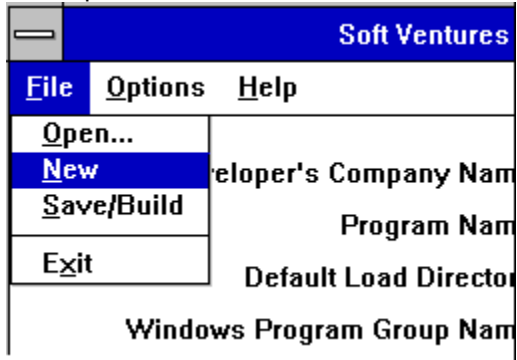 Soft Ventures
File Options Help
Open...
New
Save/Build
Exit
eloper's Company Nam
Program Nam
Default Load Director
Windows Program Group Nam